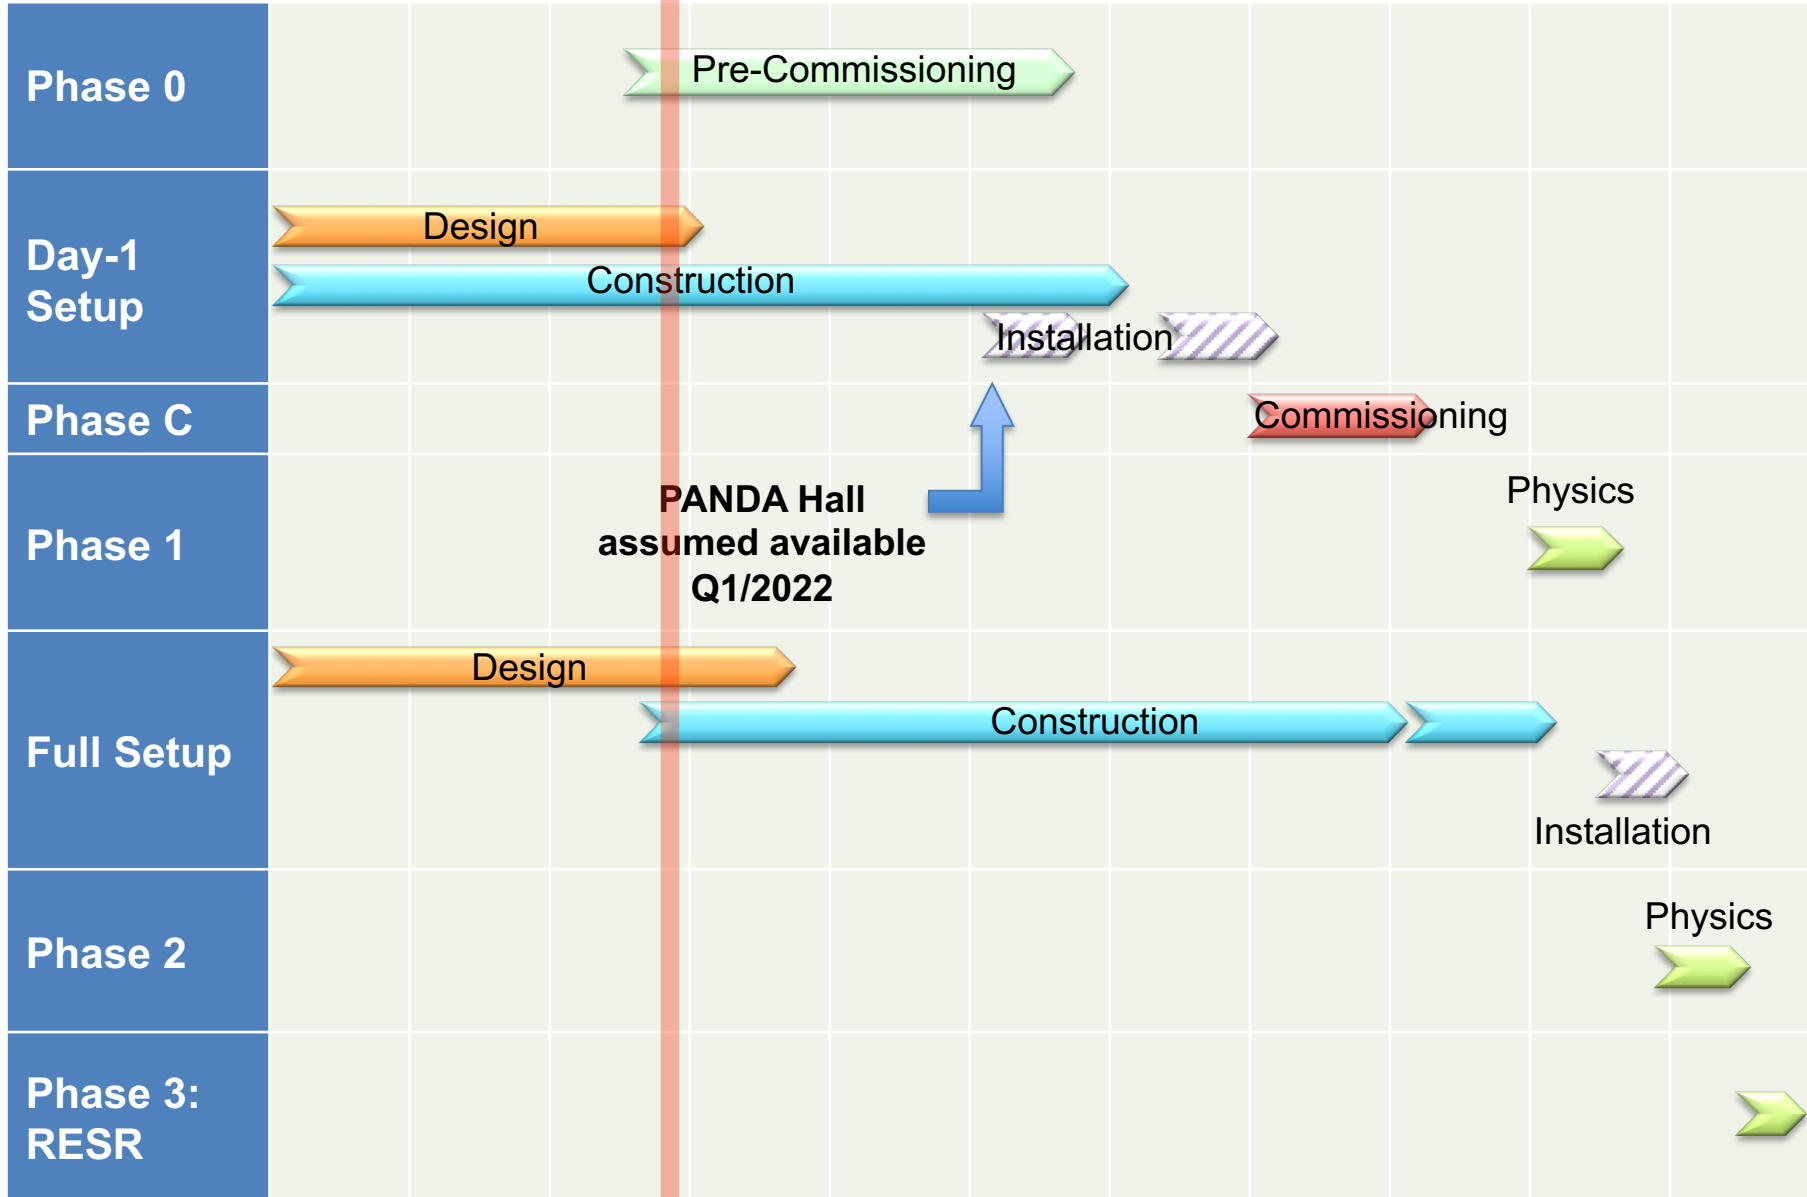 Phase 0
Pre-Commissioning
Day-1
Setup
Design
Construction
Installation
Phase C
Commissioning
Phase 1
PANDA Hall
assumed available
Q1/2022
Physics
Full Setup
Design
Construction
Installation
Phase 2
Physics
Phase 3:
RESR